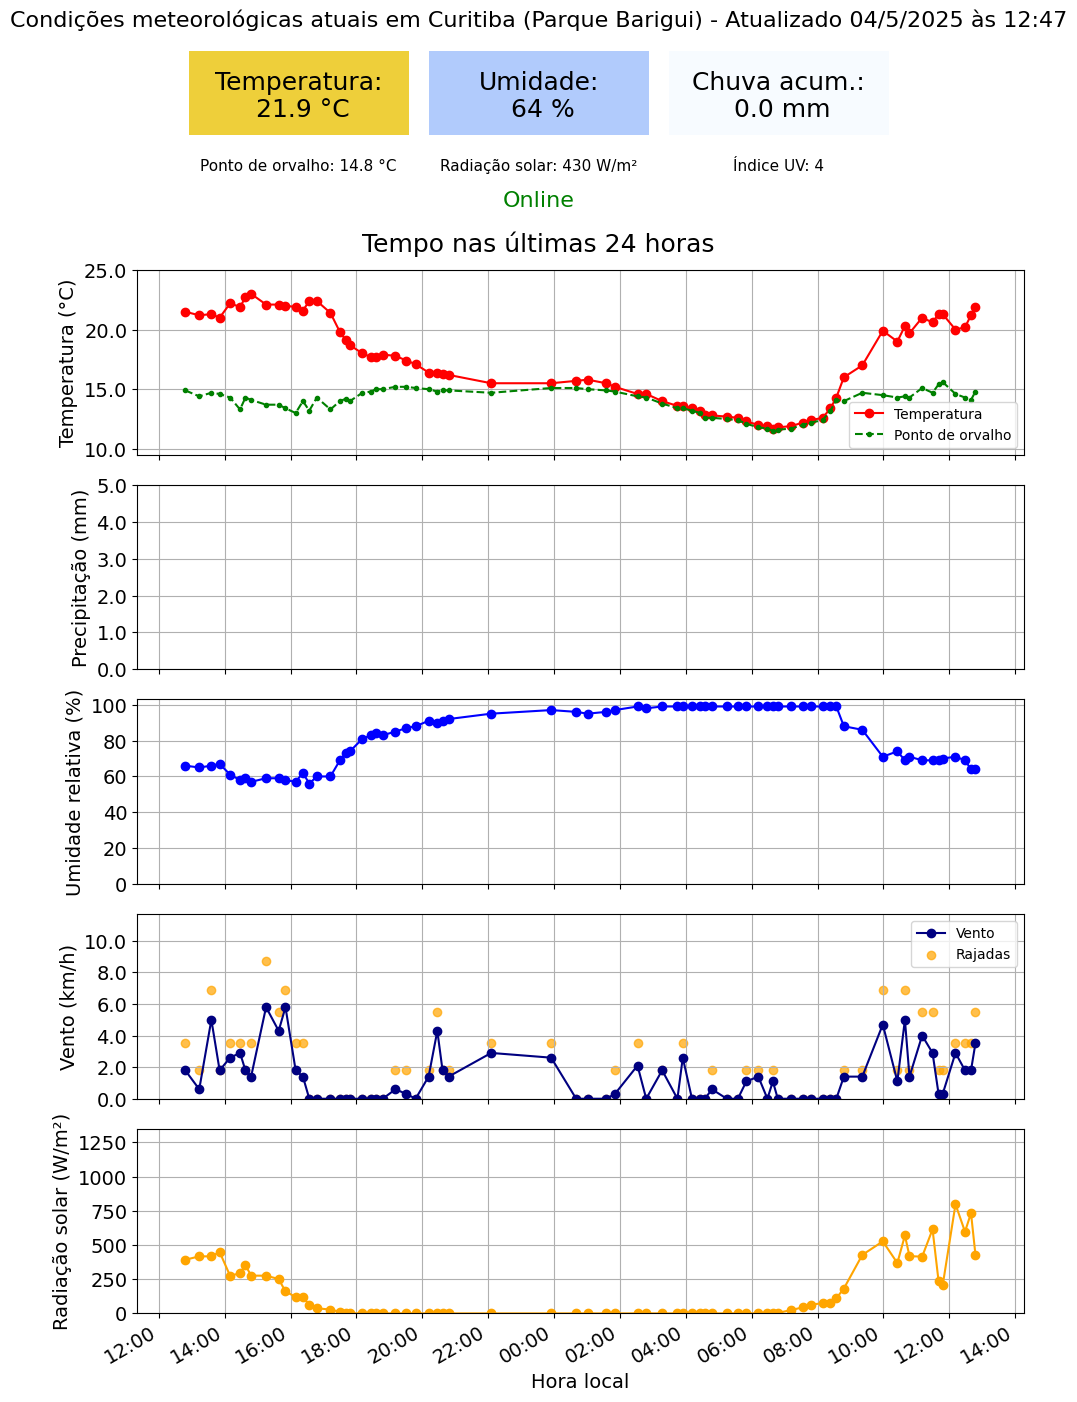 Condições meteorológicas atuais em Curitiba (Parque Barigui) - Atualizado 04/5/2025 às 12:47
Temperatura:
21.9 °C
Umidade:
64 %
Chuva acum.:
0.0 mm
Ponto de orvalho: 14.8 °C
Radiação solar: 430 W/m²
Índice UV: 4
Online
Tempo nas últimas 24 horas
Temperatura (°C)
25.0
20.0
15.0
10.0
Temperatura
Ponto de orvalho
Precipitação (mm)
5.0
4.0
3.0
2.0
1.0
0.0
Umidade relativa (%)
100
80
60
40
20
0
Vento (km/h)
10.0
8.0
6.0
4.0
2.0
0.0
Vento
Rajadas
Radiação solar (W/m²)
1250
1000
750
500
250
0
12:00
14:00
16:00
18:00
20:00
22:00
00:00
02:00
04:00
06:00
08:00
10:00
12:00
14:00
Hora local